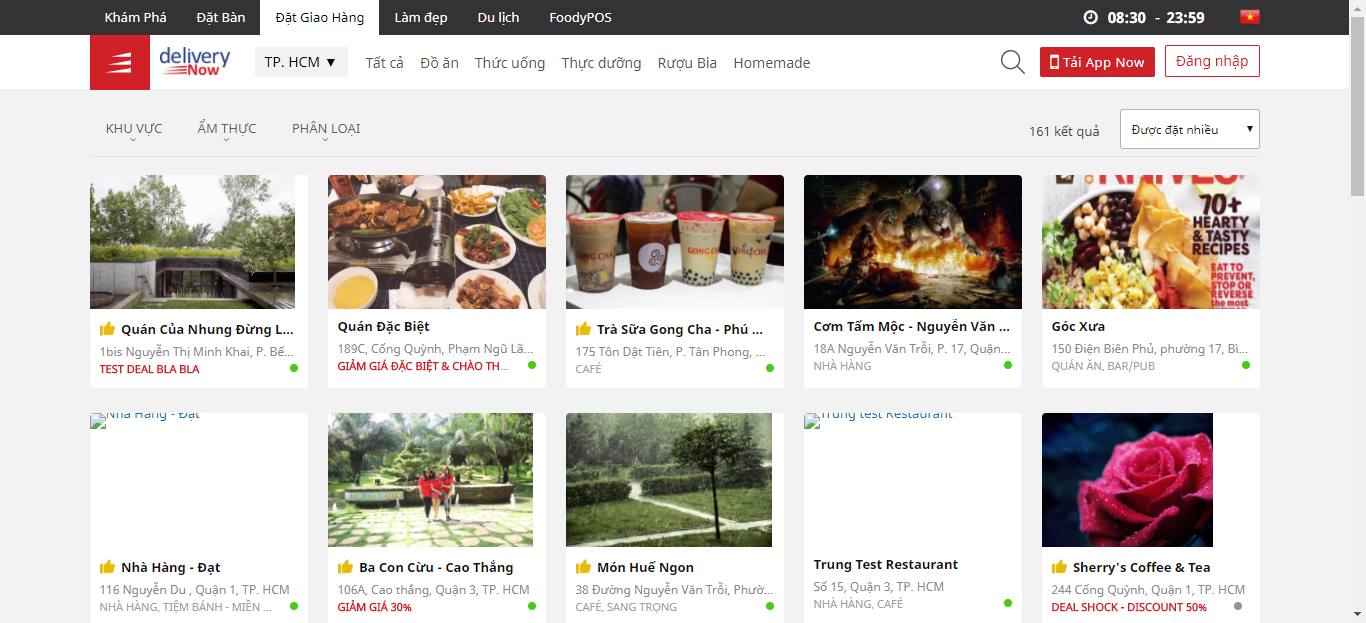 Khám Phá Đặt Bàn Đặt Giao Hàng Làm đẹp Du lịch FoodyPOS 08:30 - 23:59
delivery Now TP. HCM ▼ Tất cả Đồ ăn Thức uống Thực dưỡng Rượu Bia Homemade Tải App Now Đăng nhập
KHU VỰC ẨM THỰC PHÂN LOẠI 161 kết quả Được đặt nhiều
KNIVES
70+
HEARTY
& TASTY
RECIPES
EAT TO
PREVENT,
STOP OR
REVERSE
the most
GONG CHA GONG CHA GONG CHA
Quán Của Nhung Đừng L...
1bis Nguyễn Thị Minh Khai, P. Bế...
TEST DEAL BLA BLA
Quán Đặc Biệt
189C, Cống Quỳnh, Phạm Ngũ Lã...
GIẢM GIÁ ĐẶC BIỆT & CHÀO TH...
Trà Sữa Gong Cha - Phú ...
175 Tôn Dật Tiên, P. Tân Phong, ...
CAFÉ
Cơm Tấm Mộc - Nguyễn Văn ...
18A Nguyễn Văn Trỗi, P. 17, Quận...
NHÀ HÀNG
Góc Xưa
150 Điện Biên Phủ, phường 17, Bì...
QUÁN ĂN, BAR/PUB
Nhà Hàng - Đạt
Nhà Hàng - Đạt
116 Nguyễn Du , Quận 1, TP. HCM
NHÀ HÀNG, TIỆM BÁNH - MIỀN ...
Ba Con Cừu - Cao Thắng
106A, Cao thắng, Quận 3, TP. HCM
GIẢM GIÁ 30%
Món Huế Ngon
38 Đường Nguyễn Văn Trỗi, Phườ...
CAFÉ, SANG TRỌNG
Trung test Restaurant
Trung Test Restaurant
Số 15, Quận 3, TP. HCM
NHÀ HÀNG, CAFÉ
Sherry's Coffee & Tea
244 Cống Quỳnh, Quận 1, TP. HCM
DEAL SHOCK - DISCOUNT 50%